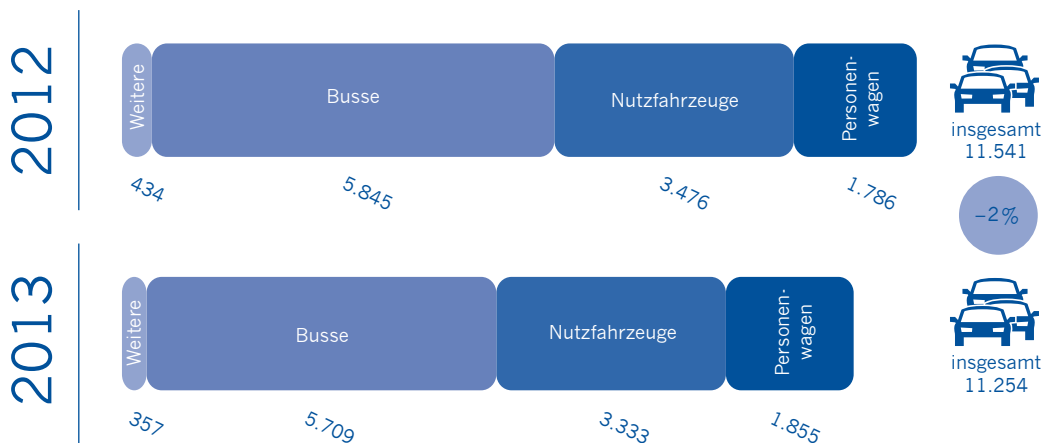 2012
Weitere
Busse
Nutzfahrzeuge
Personen-
wagen
434
5.845
3.476
1.786
insgesamt
11.541
–2%
2013
Weitere
Busse
Nutzfahrzeuge
Personen-
wagen
357
5.709
3.333
1.855
insgesamt
11.254